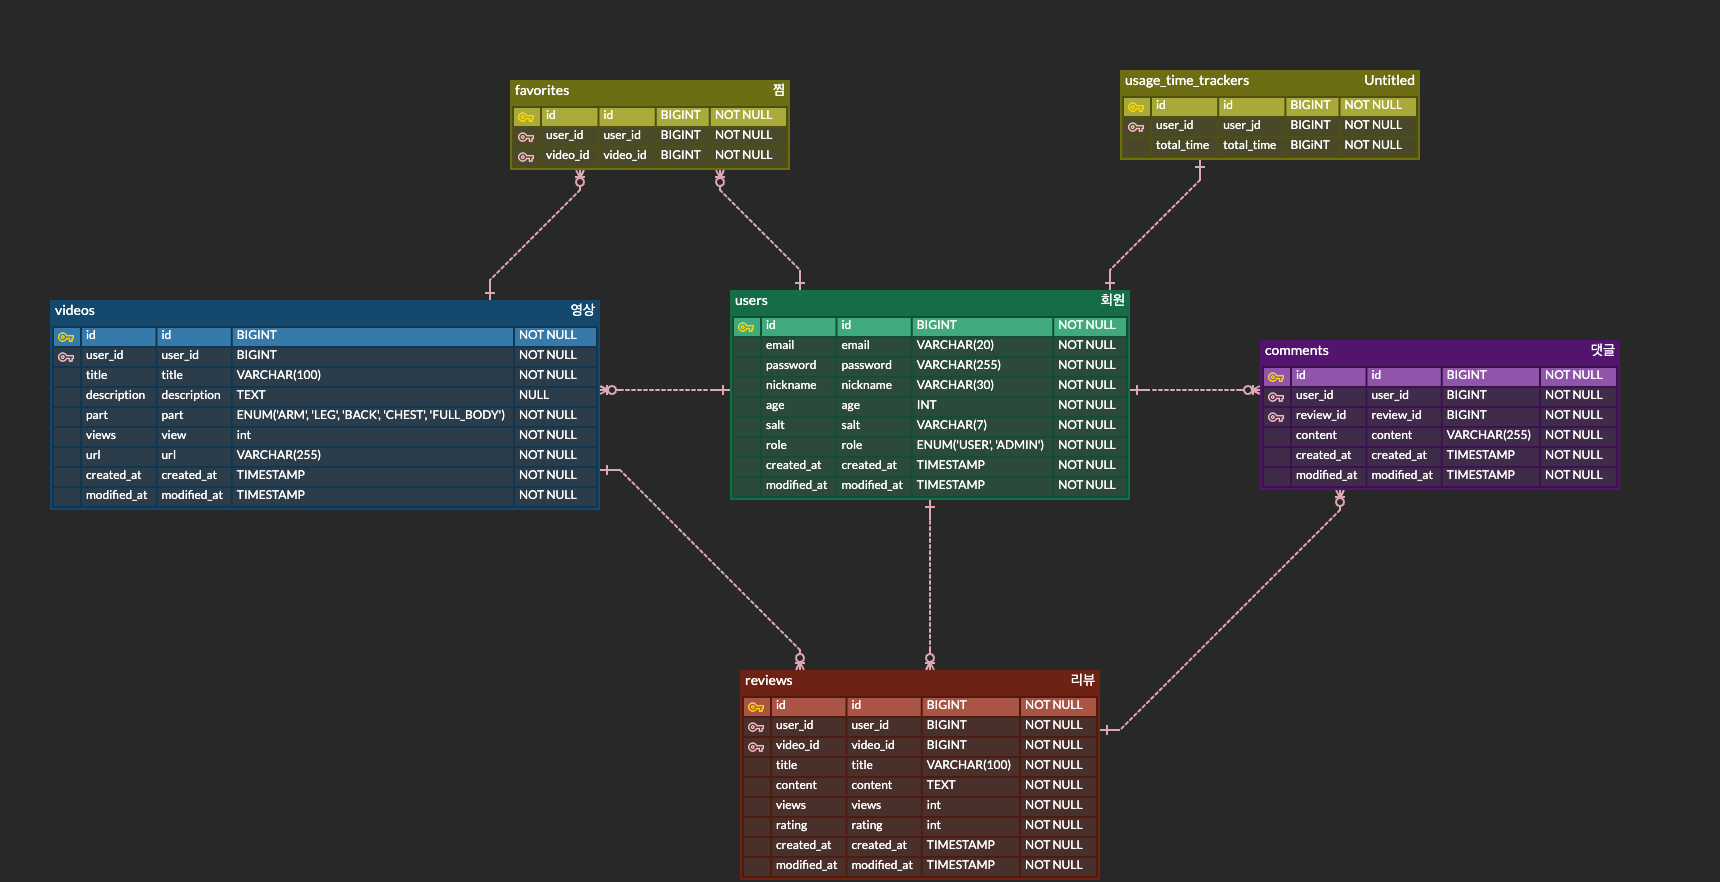 favorites 찜
id id BIGINT NOT NULL
user_id user_id BIGINT NOT NULL
video_id video_id BIGINT NOT NULL
usage_time_trackers Untitled
id id BIGINT NOT NULL
user_id user_jd BIGINT NOT NULL
total_time total_time BIGiNT NOT NULL
videos 영상
id id BIGINT NOT NULL
user_id user_id BIGINT NOT NULL
title title VARCHAR(100) NOT NULL
description description TEXT NULL
part part ENUM('ARM', 'LEG', 'BACK', 'CHEST', 'FULL_BODY') NOT NULL
views view int NOT NULL
url url VARCHAR(255) NOT NULL
created_at created_at TIMESTAMP NOT NULL
modified_at modified_at TIMESTAMP NOT NULL
users 회원
id id BIGINT NOT NULL
email email VARCHAR(20) NOT NULL
password password VARCHAR(255) NOT NULL
nickname nickname VARCHAR(30) NOT NULL
age age INT NOT NULL
salt salt VARCHAR(7) NOT NULL
role role ENUM('USER', 'ADMIN') NOT NULL
created_at created_at TIMESTAMP NOT NULL
modified_at modified_at TIMESTAMP NOT NULL
comments 댓글
id id BIGINT NOT NULL
user_id user_id BIGINT NOT NULL
review_id review_id BIGINT NOT NULL
content content VARCHAR(255) NOT NULL
created_at created_at TIMESTAMP NOT NULL
modified_at modified_at TIMESTAMP NOT NULL
reviews 리뷰
id id BIGINT NOT NULL
user_id user_id BIGINT NOT NULL
video_id video_id BIGINT NOT NULL
title title VARCHAR(100) NOT NULL
content content TEXT NOT NULL
views views int NOT NULL
rating rating int NOT NULL
created_at created_at TIMESTAMP NOT NULL
modified_at modified_at TIMESTAMP NOT NULL